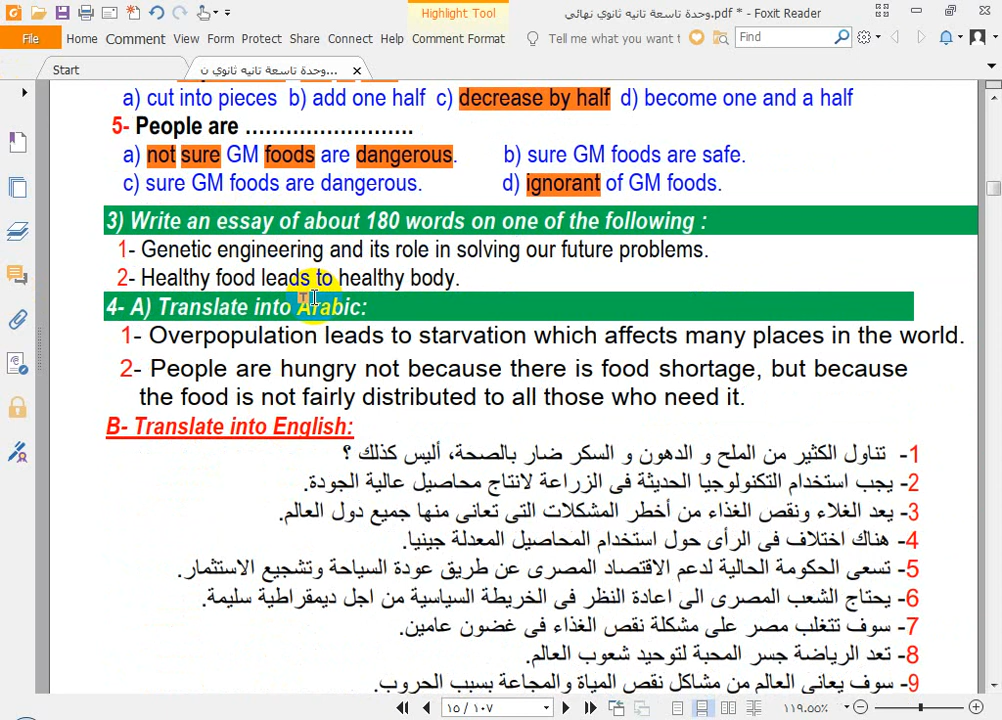 Highlight Tool
وحدة تاسعة تانيه ثانوي نهائي.pdf * - Foxit Reader
File Home Comment View Form Protect Share Connect Help Comment Format Tell me what you want t Find
Start وحدة تاسعة تانيه ثانوي ن...
a) cut into pieces b) add one half c) decrease by half d) become one and a half
5- People are ……………………..
a) not sure GM foods are dangerous. b) sure GM foods are safe.
c) sure GM foods are dangerous. d) ignorant of GM foods.
3) Write an essay of about 180 words on one of the following :
1- Genetic engineering and its role in solving our future problems.
2- Healthy food leads to healthy body.
4- A) Translate into Arabic:
1- Overpopulation leads to starvation which affects many places in the world.
2- People are hungry not because there is food shortage, but because
the food is not fairly distributed to all those who need it.
B- Translate into English:
1- تناول الكثير من الملح و الدهون و السكر ضار بالصحة، أليس كذلك ؟
2- يجب استخدام التكنولوجيا الحديثة فى الزراعة لانتاج محاصيل عالية الجودة.
3- يعد الغلاء ونقص الغذاء من أخطر المشكلات التى تعانى منها جميع دول العالم.
4- هناك اختلاف فى الرأى حول استخدام المحاصيل المعدلة جينيا.
5- تسعى الحكومة الحالية لدعم الاقتصاد المصرى عن طريق عودة السياحة وتشجيع الاستثمار.
6- يحتاج الشعب المصرى الى اعادة النظر فى الخريطة السياسية من اجل ديمقراطية سليمة.
7- سوف تتغلب مصر على مشكلة نقص الغذاء فى غضون عامين.
8- تعد الرياضة جسر المحبة لتوحيد شعوب العالم.
9- سوف يعانى العالم من مشاكل نقص المياة والمجاعة بسبب الحروب.
١٥ / ١٠٧ ١١٩.٥٥%